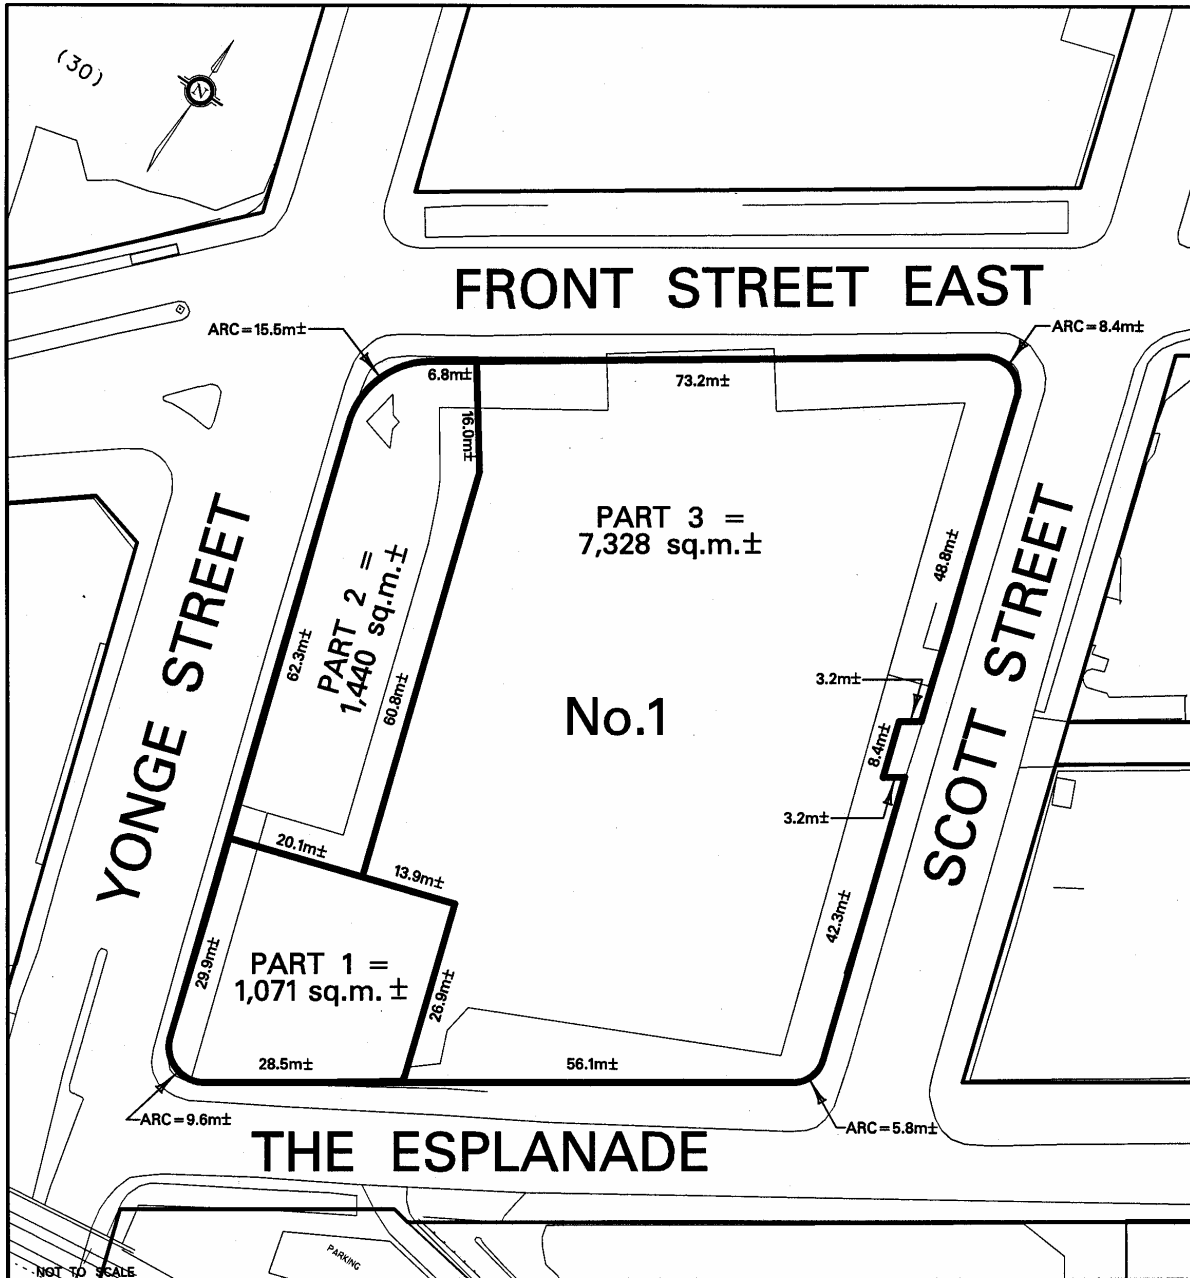 (30)
N
FRONT STREET EAST
ARC=15.5m±
ARC=8.4m±
6.8m±
73.2m±
16.0m±
PART 3 =
7,328 sq.m.±
YONGE STREET
PART 2 =
1,440 sq.m.±
62.3m±
60.8m±
48.8m±
SCOTT STREET
3.2m±
No.1
8.4m±
3.2m±
20.1m±
13.9m±
42.3m±
29.9m±
PART 1 =
1,071 sq.m. ±
26.9m±
28.5m±
56.1m±
ARC=9.6m±
ARC=5.8m±
THE ESPLANADE
PARKING
NOT TO SCALE